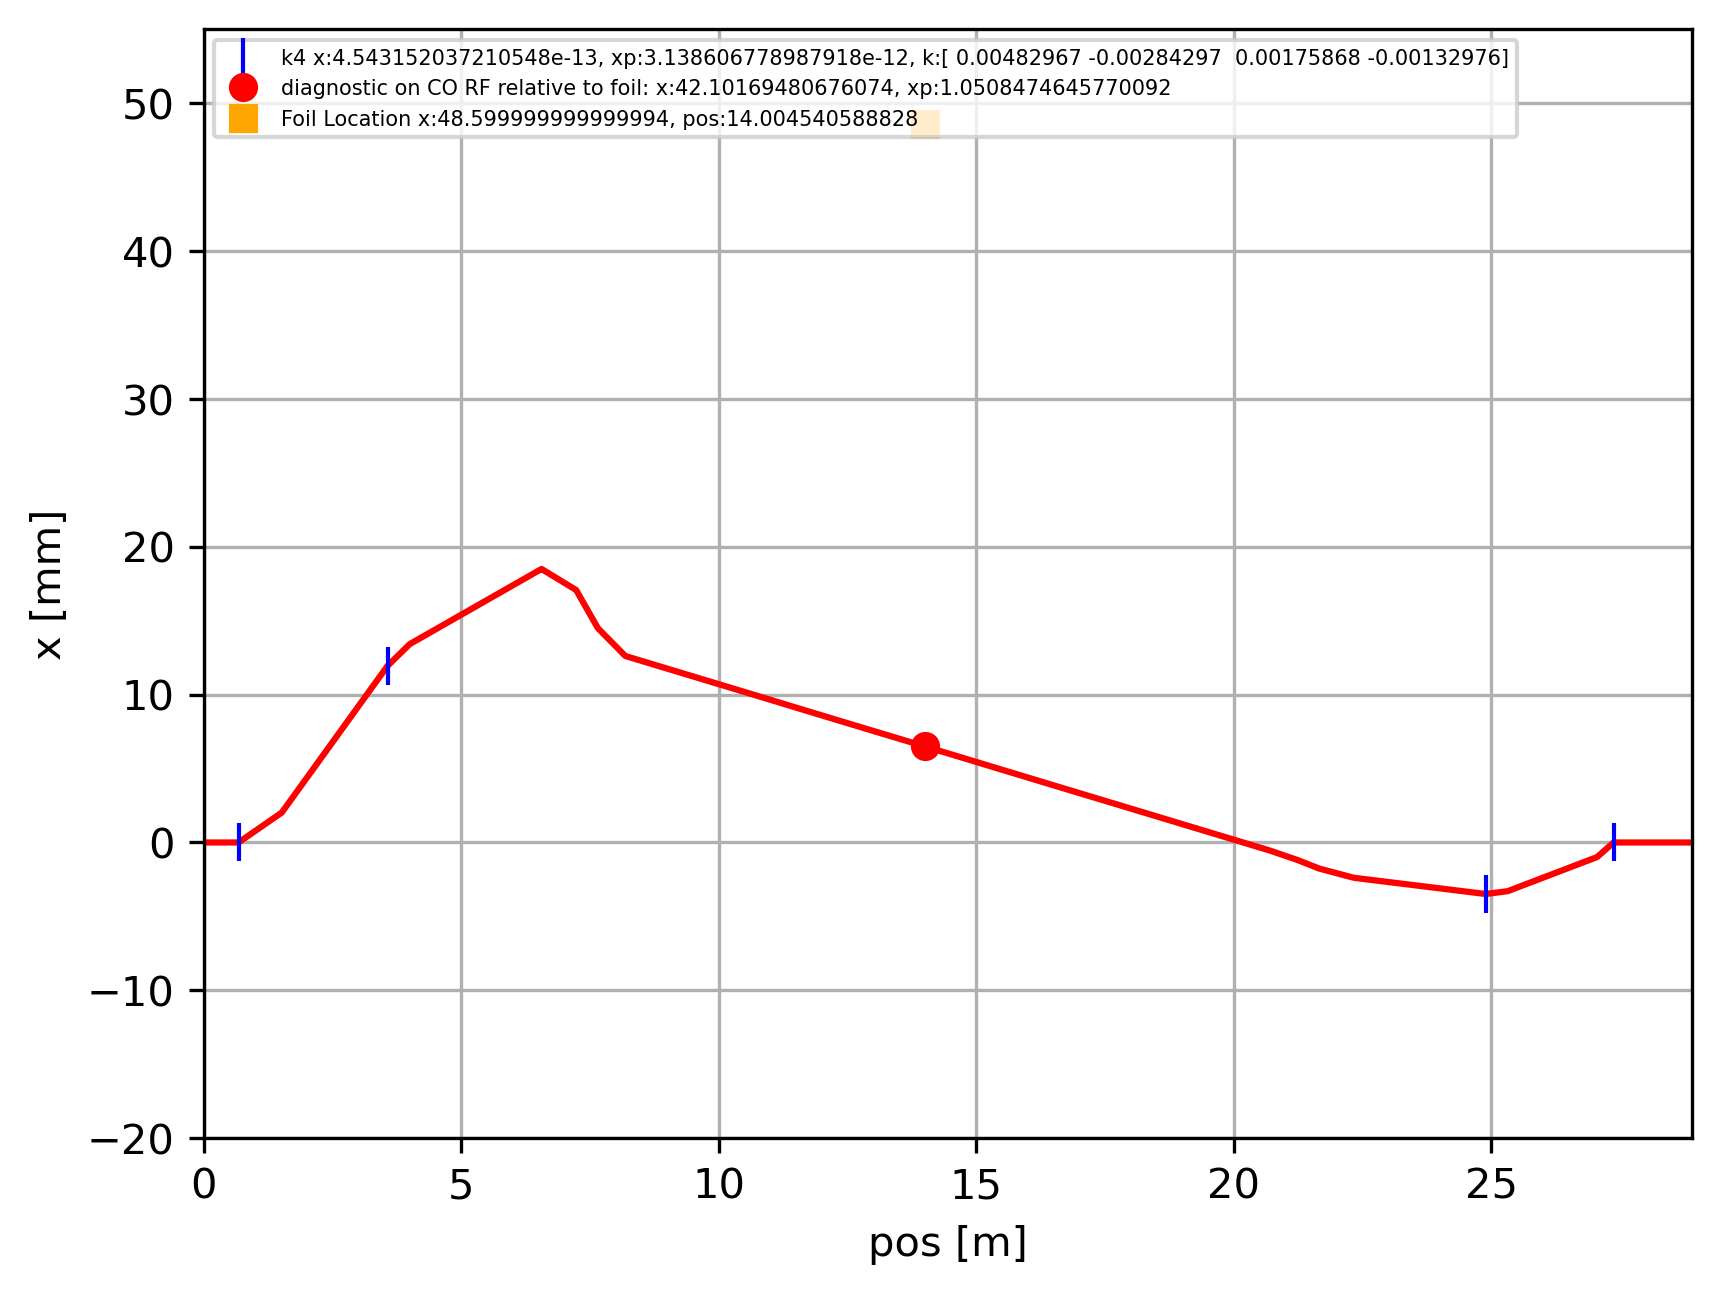 k4 x:4.543152037210548e-13, xp:3.138606778987918e-12, k:[ 0.00482967 -0.00284297  0.00175868 -0.00132976]
diagnostic on CO RF relative to foil: x:42.10169480676074, xp:1.0508474645770092
Foil Location x:48.599999999999994, pos:14.004540588828
50
40
30
20
10
0
−10
−20
x [mm]
0 5 10 15 20 25
pos [m]